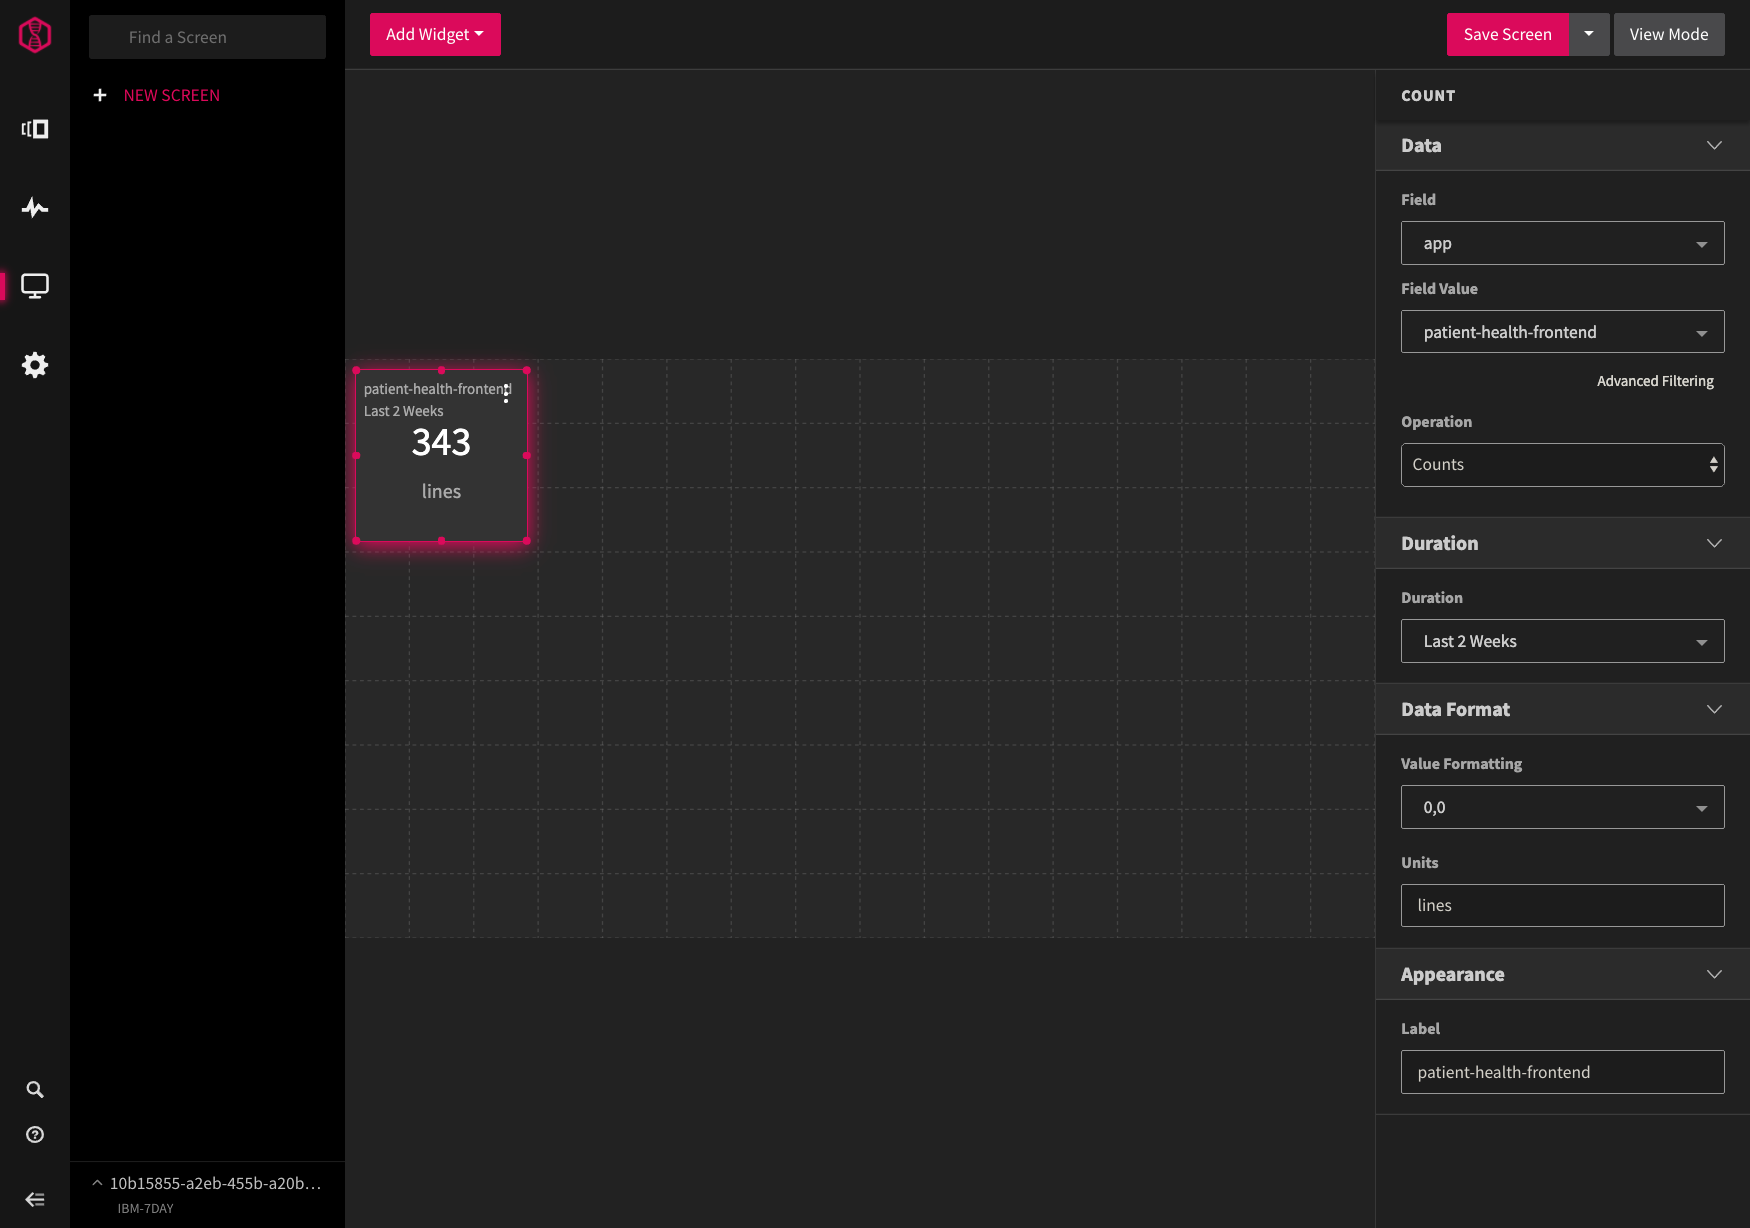 Find a Screen
NEW SCREEN
10b15855-a2eb-455b-a20b...
IBM-7DAY
Add Widget
Save Screen
View Mode
patient-health-frontend
Last 2 Weeks
343
lines
COUNT
Data
Field
app
Field Value
patient-health-frontend
Advanced Filtering
Operation
Counts
Duration
Duration
Last 2 Weeks
Data Format
Value Formatting
0,0
Units
lines
Appearance
Label
patient-health-frontend